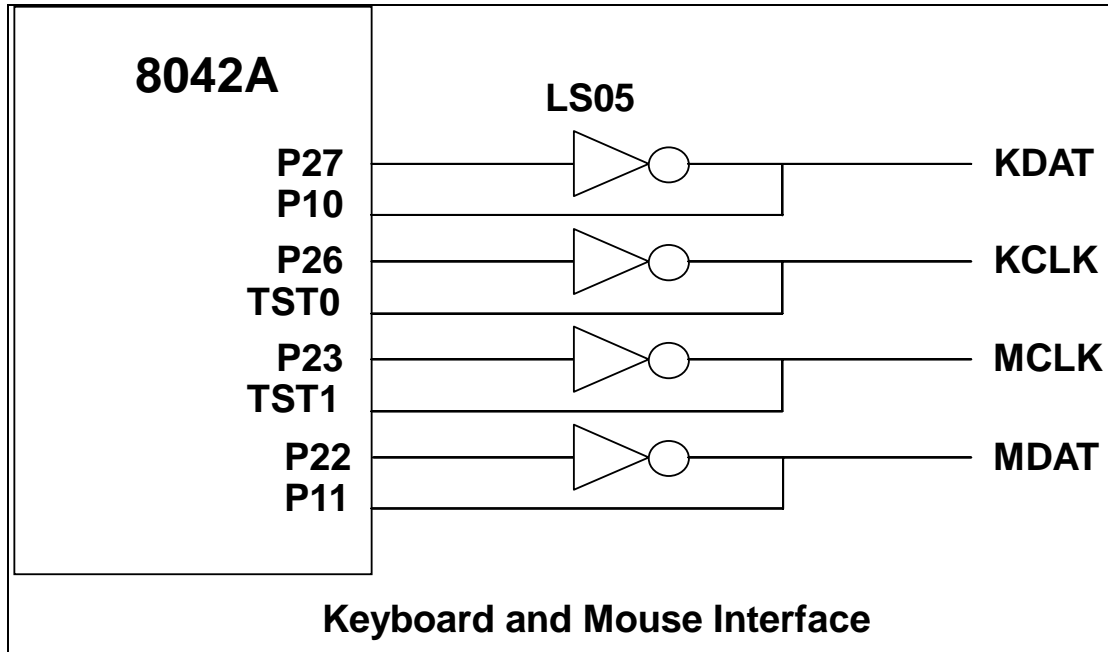 8042A
LS05
P27
KDAT
P10
P26
KCLK
TST0
P23
MCLK
TST1
P22
MDAT
P11
Keyboard and Mouse Interface